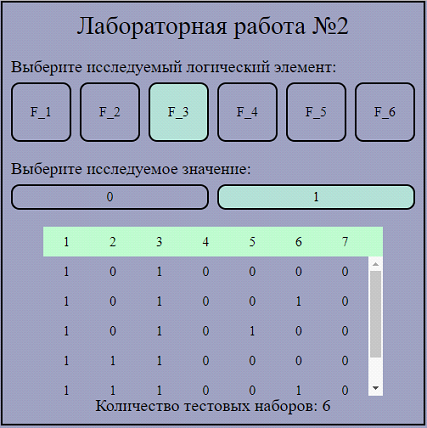 Лабораторная работа №2
Выберите исследуемый логический элемент:
F_1 F_2 F_3 F_4 F_5 F_6
Выберите исследуемое значение:
0 1
1 2 3 4 5 6 7
1 0 1 0 0 0 0
1 0 1 0 0 1 0
1 0 1 0 1 0 0
1 1 1 0 0 0 0
1 1 1 0 0 1 0
Количество тестовых наборов: 6